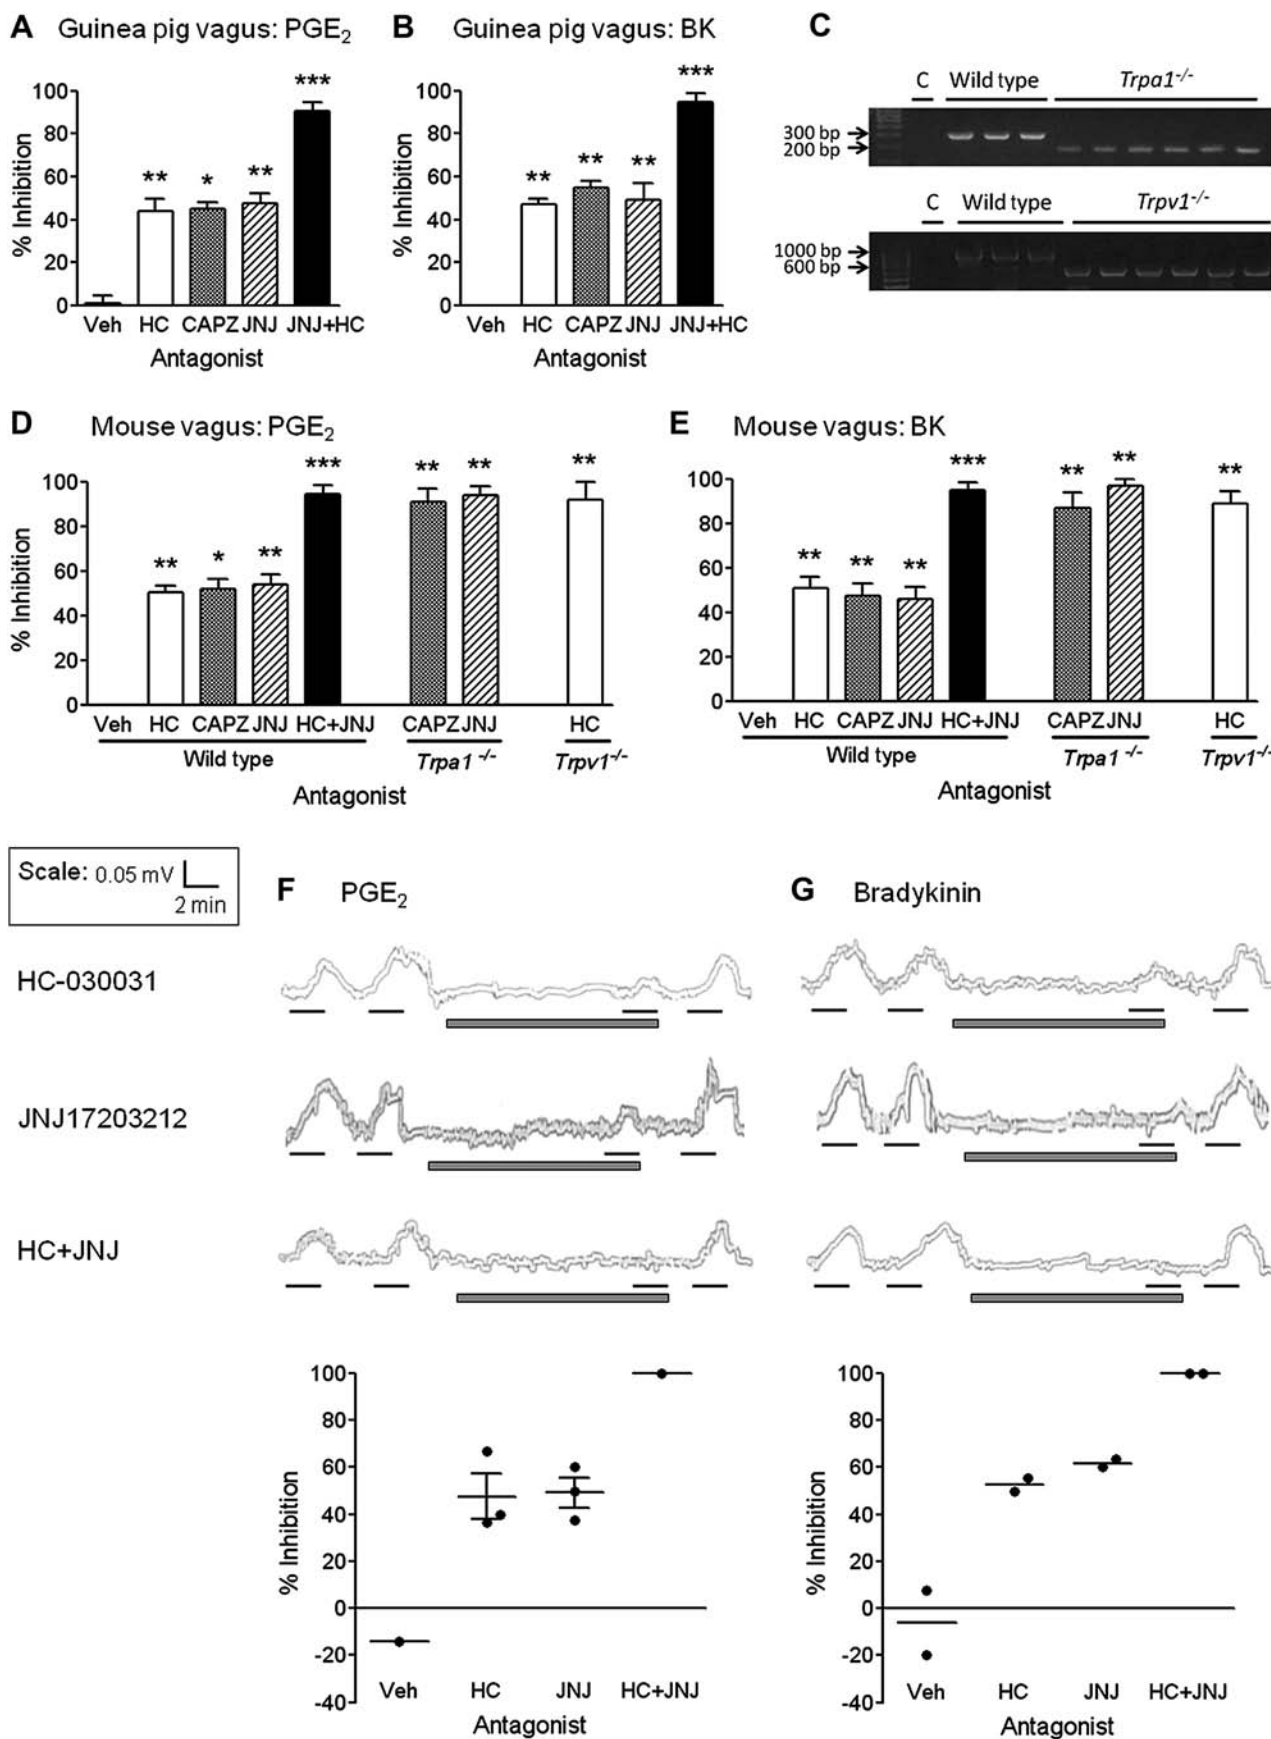 A Guinea pig vagus: PGE2
***
** * **
% Inhibition
100
80
60
40
20
0
Veh HC CAPZ JNJ JNJ+HC
Antagonist
B Guinea pig vagus: BK
***
** ** **
% Inhibition
100
80
60
40
20
0
Veh HC CAPZ JNJ JNJ+HC
Antagonist
C
C Wild type Trpa1-/-
300 bp
200 bp
C Wild type Trpv1-/-
1000 bp
600 bp
D Mouse vagus: PGE2
*** ** ** **
** * **
% Inhibition
100
80
60
40
20
0
Veh HC CAPZ JNJ HC+JNJ CAPZ JNJ HC
Wild type Trpa1 -/- Trpv1-/-
Antagonist
E Mouse vagus: BK
*** ** ** **
** ** **
% Inhibition
100
80
60
40
20
0
Veh HC CAPZ JNJ HC+JNJ CAPZ JNJ HC
Wild type Trpa1 -/- Trpv1-/-
Antagonist
Scale: 0.05 mV
2 min
F PGE2
G Bradykinin
HC-030031
JNJ17203212
HC+JNJ
% Inhibition
100
80
60
40
20
0
-20
-40
Veh HC JNJ HC+JNJ
Antagonist
% Inhibition
100
80
60
40
20
0
-20
-40
Veh HC JNJ HC+JNJ
Antagonist